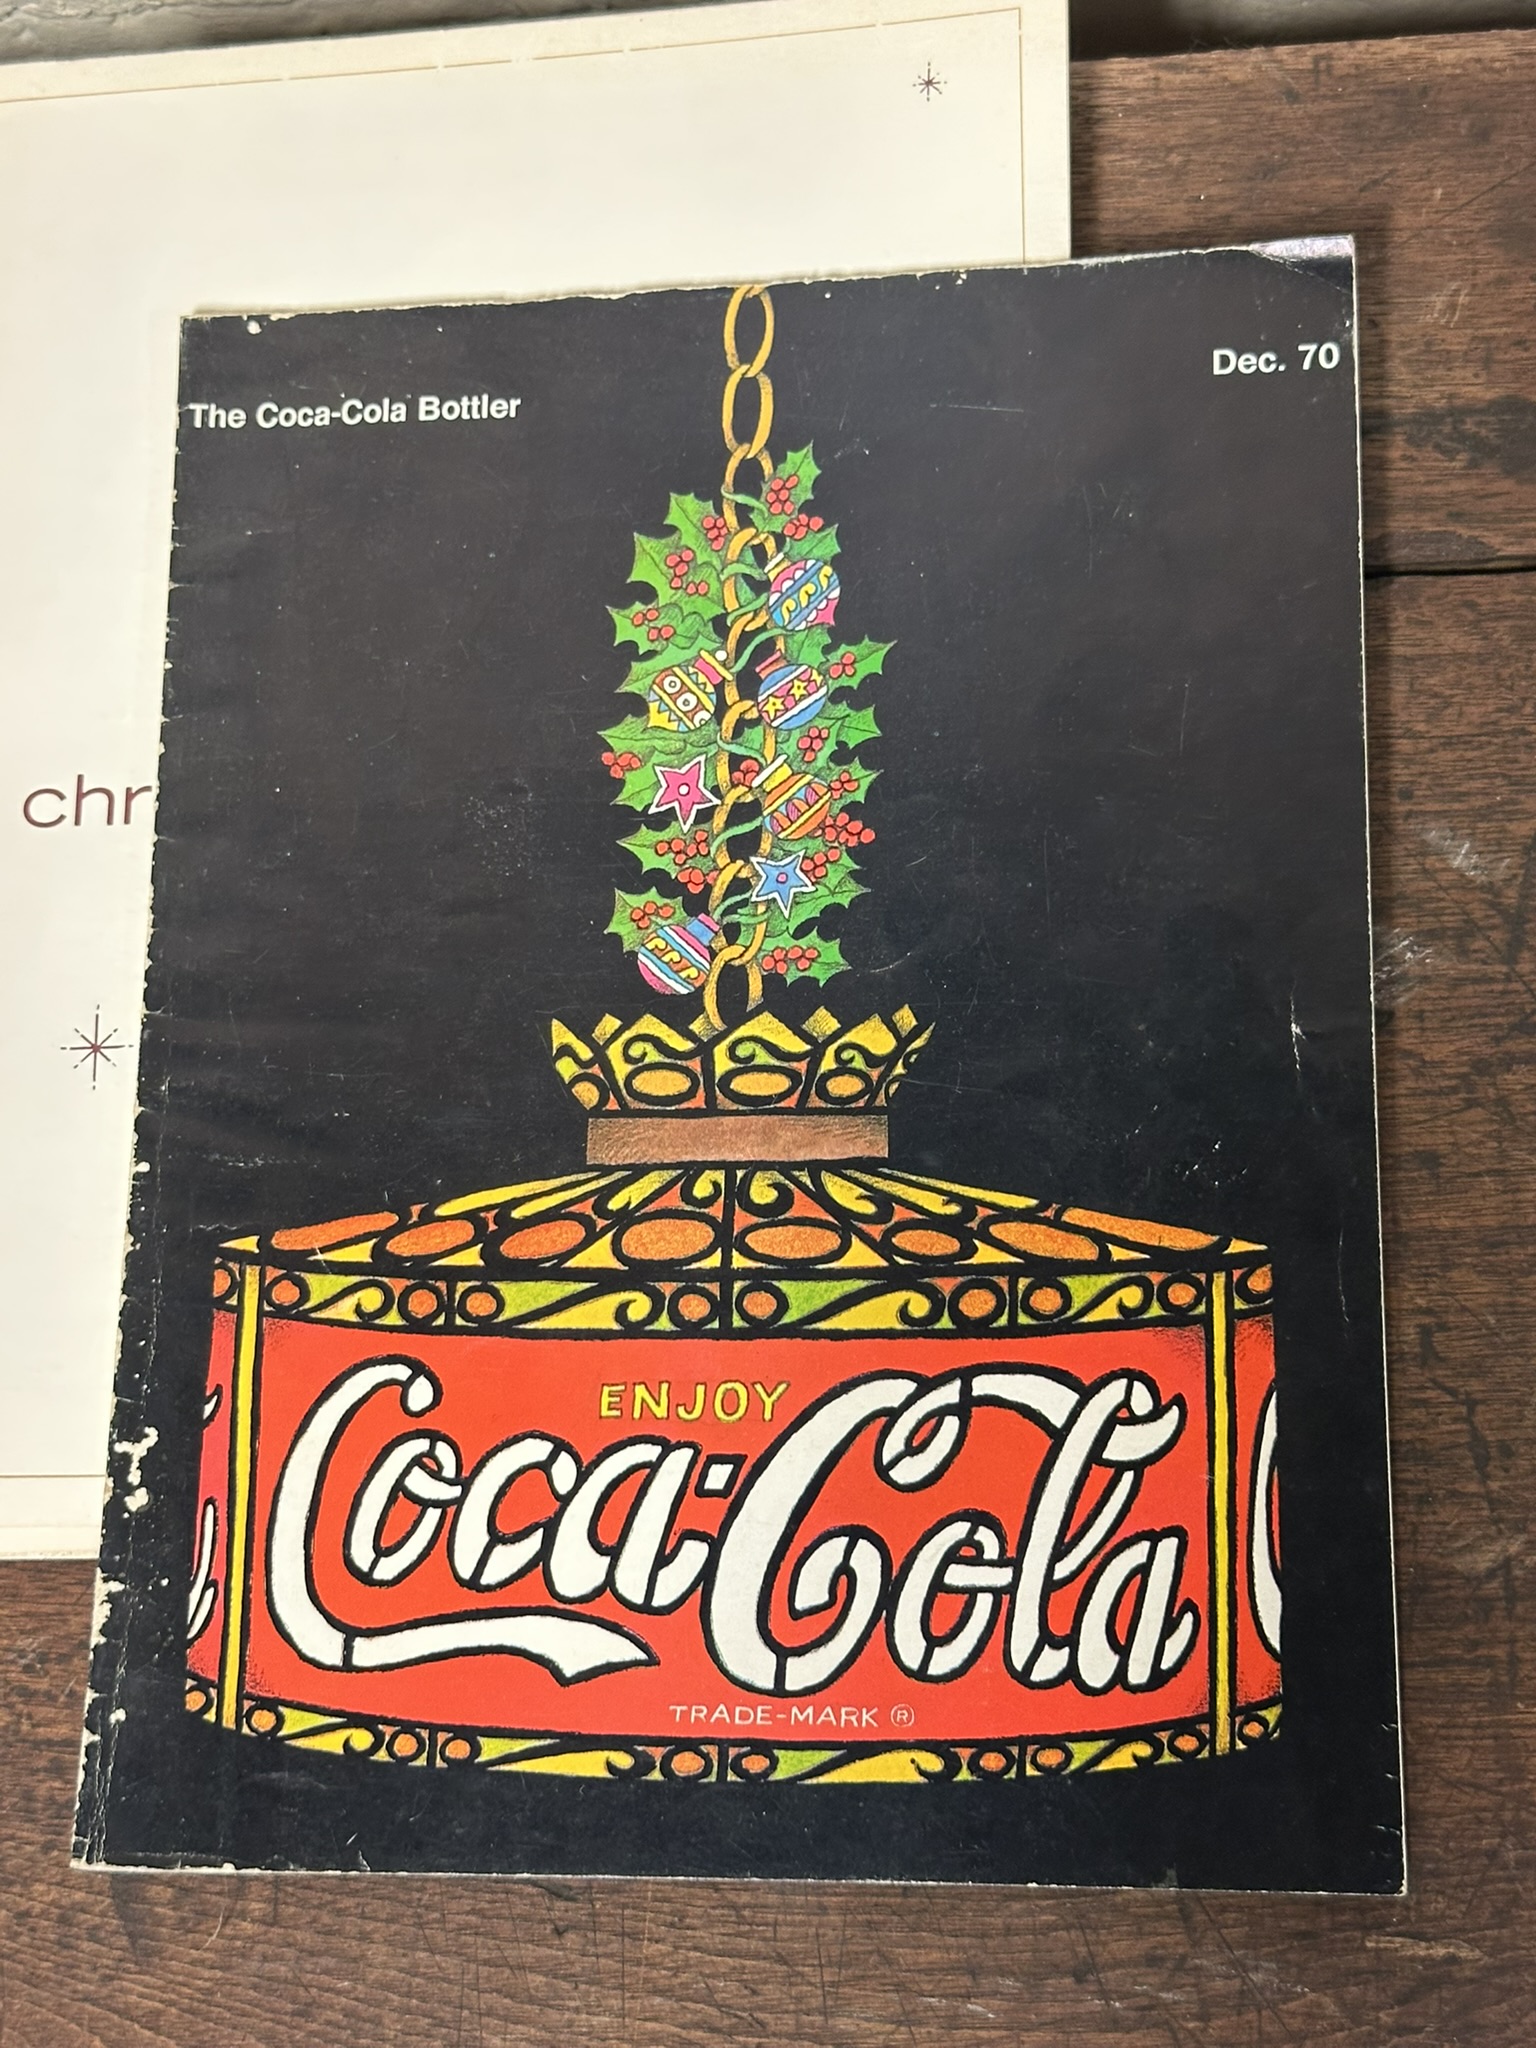 The Coca-Cola Bottler
Dec. 70
chr
ENJOY
Coca-Cola
TRADE-MARK ®